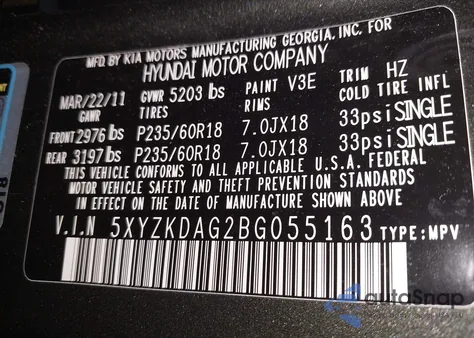 MFD. BY KIA MOTORS MANUFACTURING GEORGIA, INC. FOR
HYUNDAI MOTOR COMPANY
MAR/22/11 GVWR 5203 lbs PAINT V3E TRIM HZ
TIRES RIMS COLD TIRE INFL
FRONT 2976 lbs P235/60R18 7.0JX18 33psi SINGLE
REAR 3197 lbs P235/60R18 7.0JX18 33psi SINGLE
THIS VEHICLE CONFORMS TO ALL APPLICABLE U.S.A. FEDERAL
MOTOR VEHICLE SAFETY AND THEFT STANDARDS
IN EFFECT ON THE DATE OF MANUFACTURE SHOWN ABOVE
V.I.N 5XYZKDAG2BG055163 TYPE: MPV
autoSnap